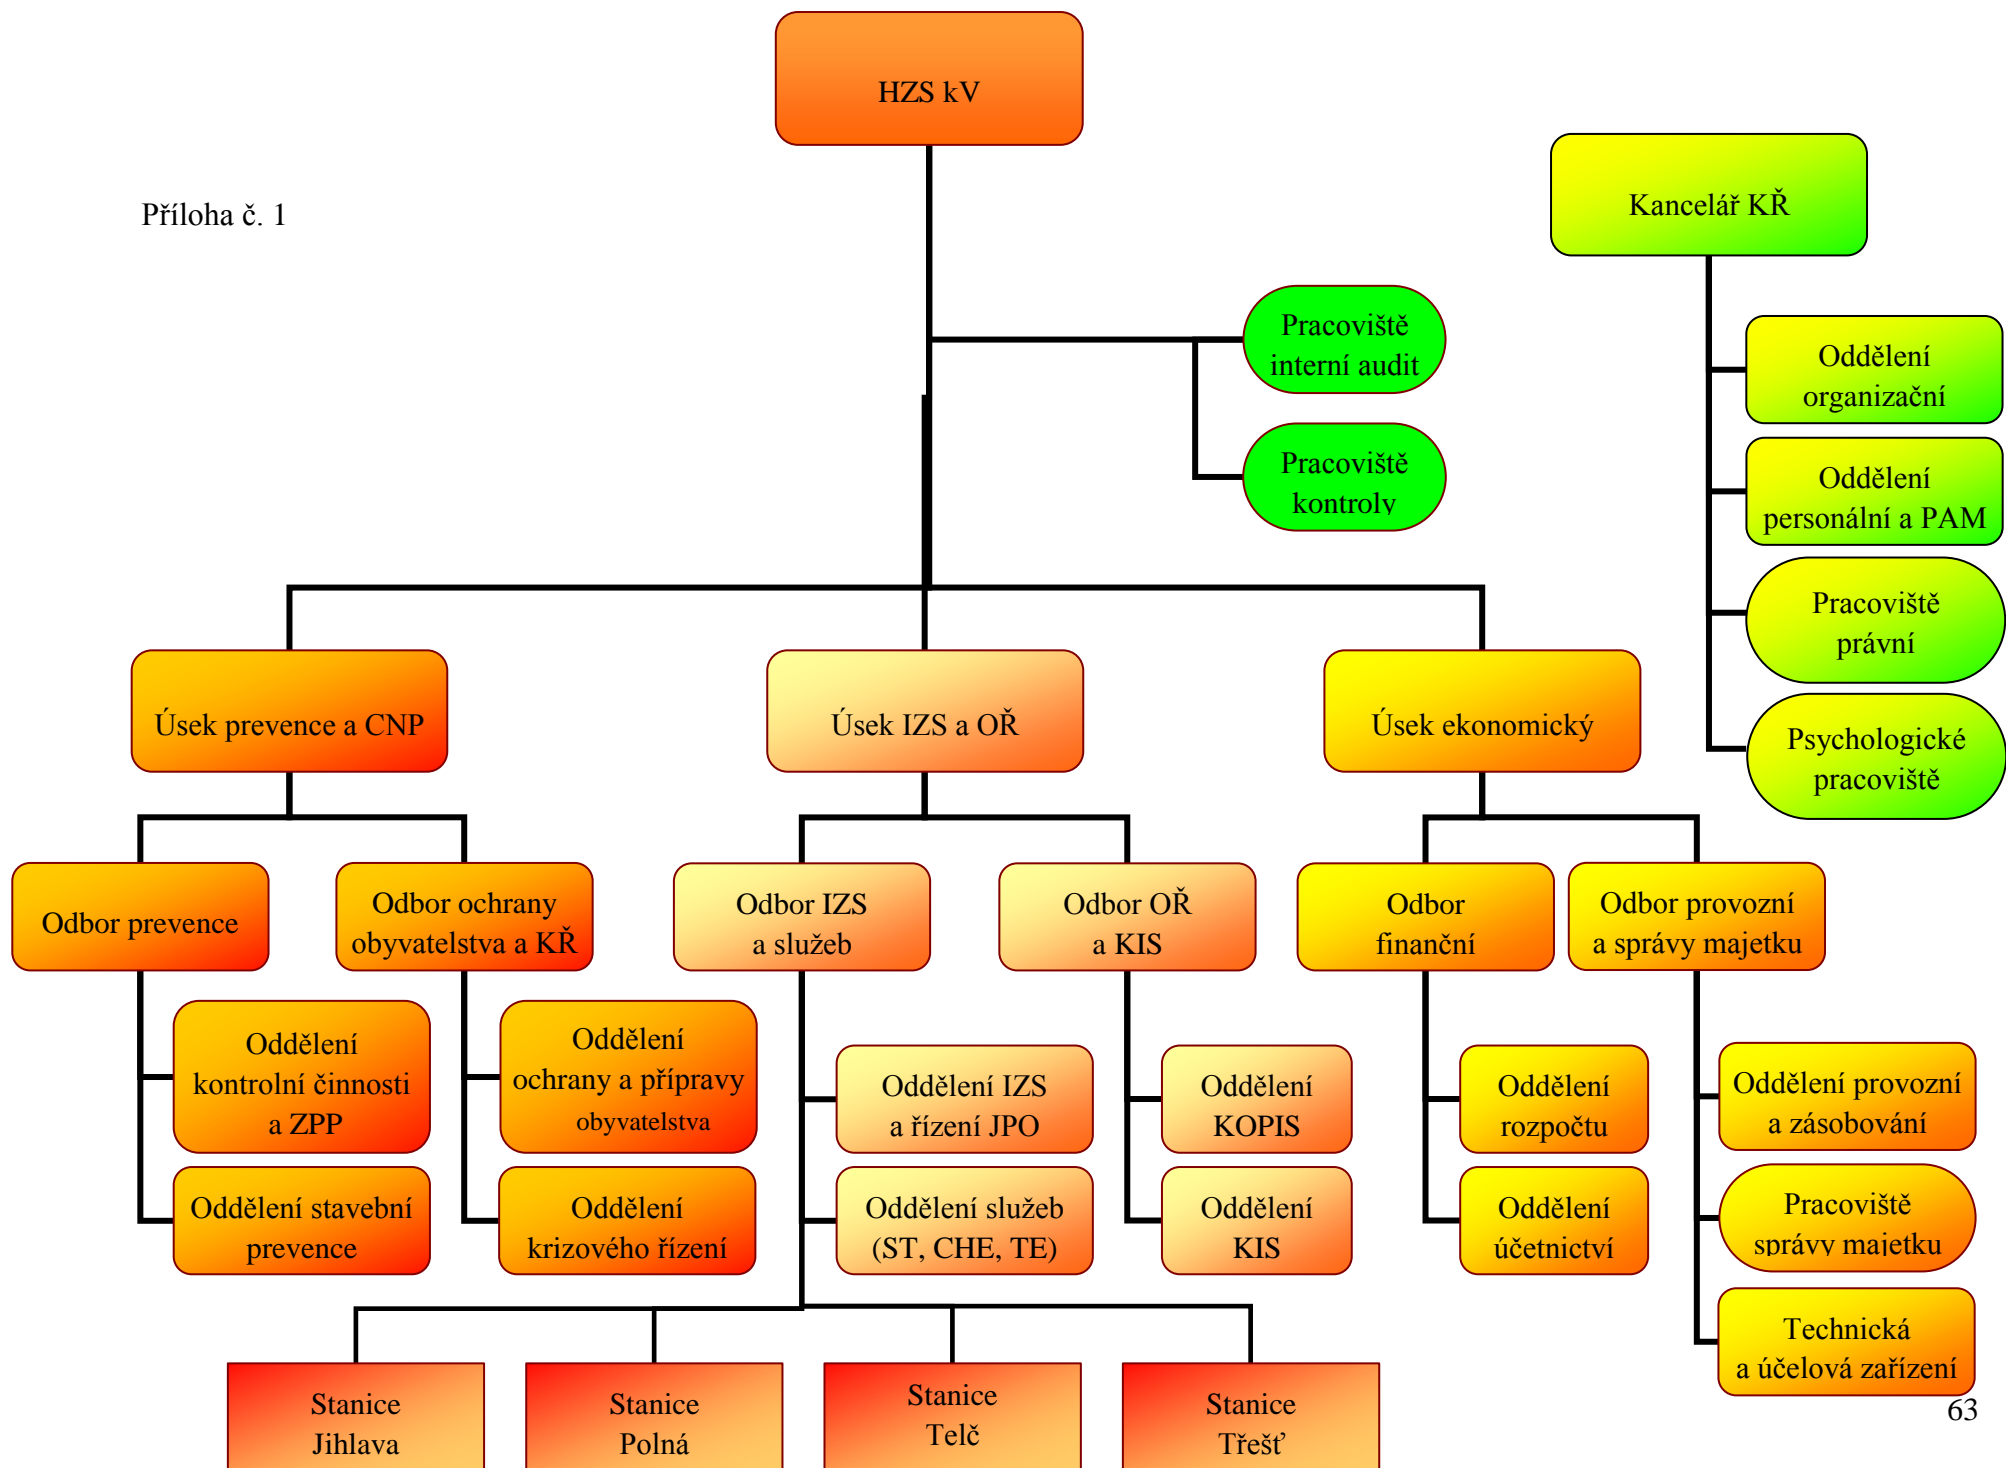 HZS kV
Příloha č. 1
Kancelář KŘ
Pracoviště
interní audit
Pracoviště
kontroly
Oddělení
organizační
Oddělení
personální a PAM
Pracoviště
právní
Psychologické
pracoviště
Úsek prevence a CNP
Úsek IZS a OŘ
Úsek ekonomický
Odbor prevence
Odbor ochrany
obyvatelstva a KŘ
Odbor IZS
a služeb
Odbor OŘ
a KIS
Odbor
finanční
Odbor provozní
a správy majetku
Oddělení
kontrolní činnosti
a ZPP
Oddělení
ochrany a přípravy
obyvatelstva
Oddělení IZS
a řízení JPO
Oddělení
KOPIS
Oddělení
rozpočtu
Oddělení provozní
a zásobování
Oddělení stavební
prevence
Oddělení
krizového řízení
Oddělení služeb
(ST, CHE, TE)
Oddělení
KIS
Oddělení
účetnictví
Pracoviště
správy majetku
Technická
a účelová zařízení
Stanice
Jihlava
Stanice
Polná
Stanice
Telč
Stanice
Třešť
63